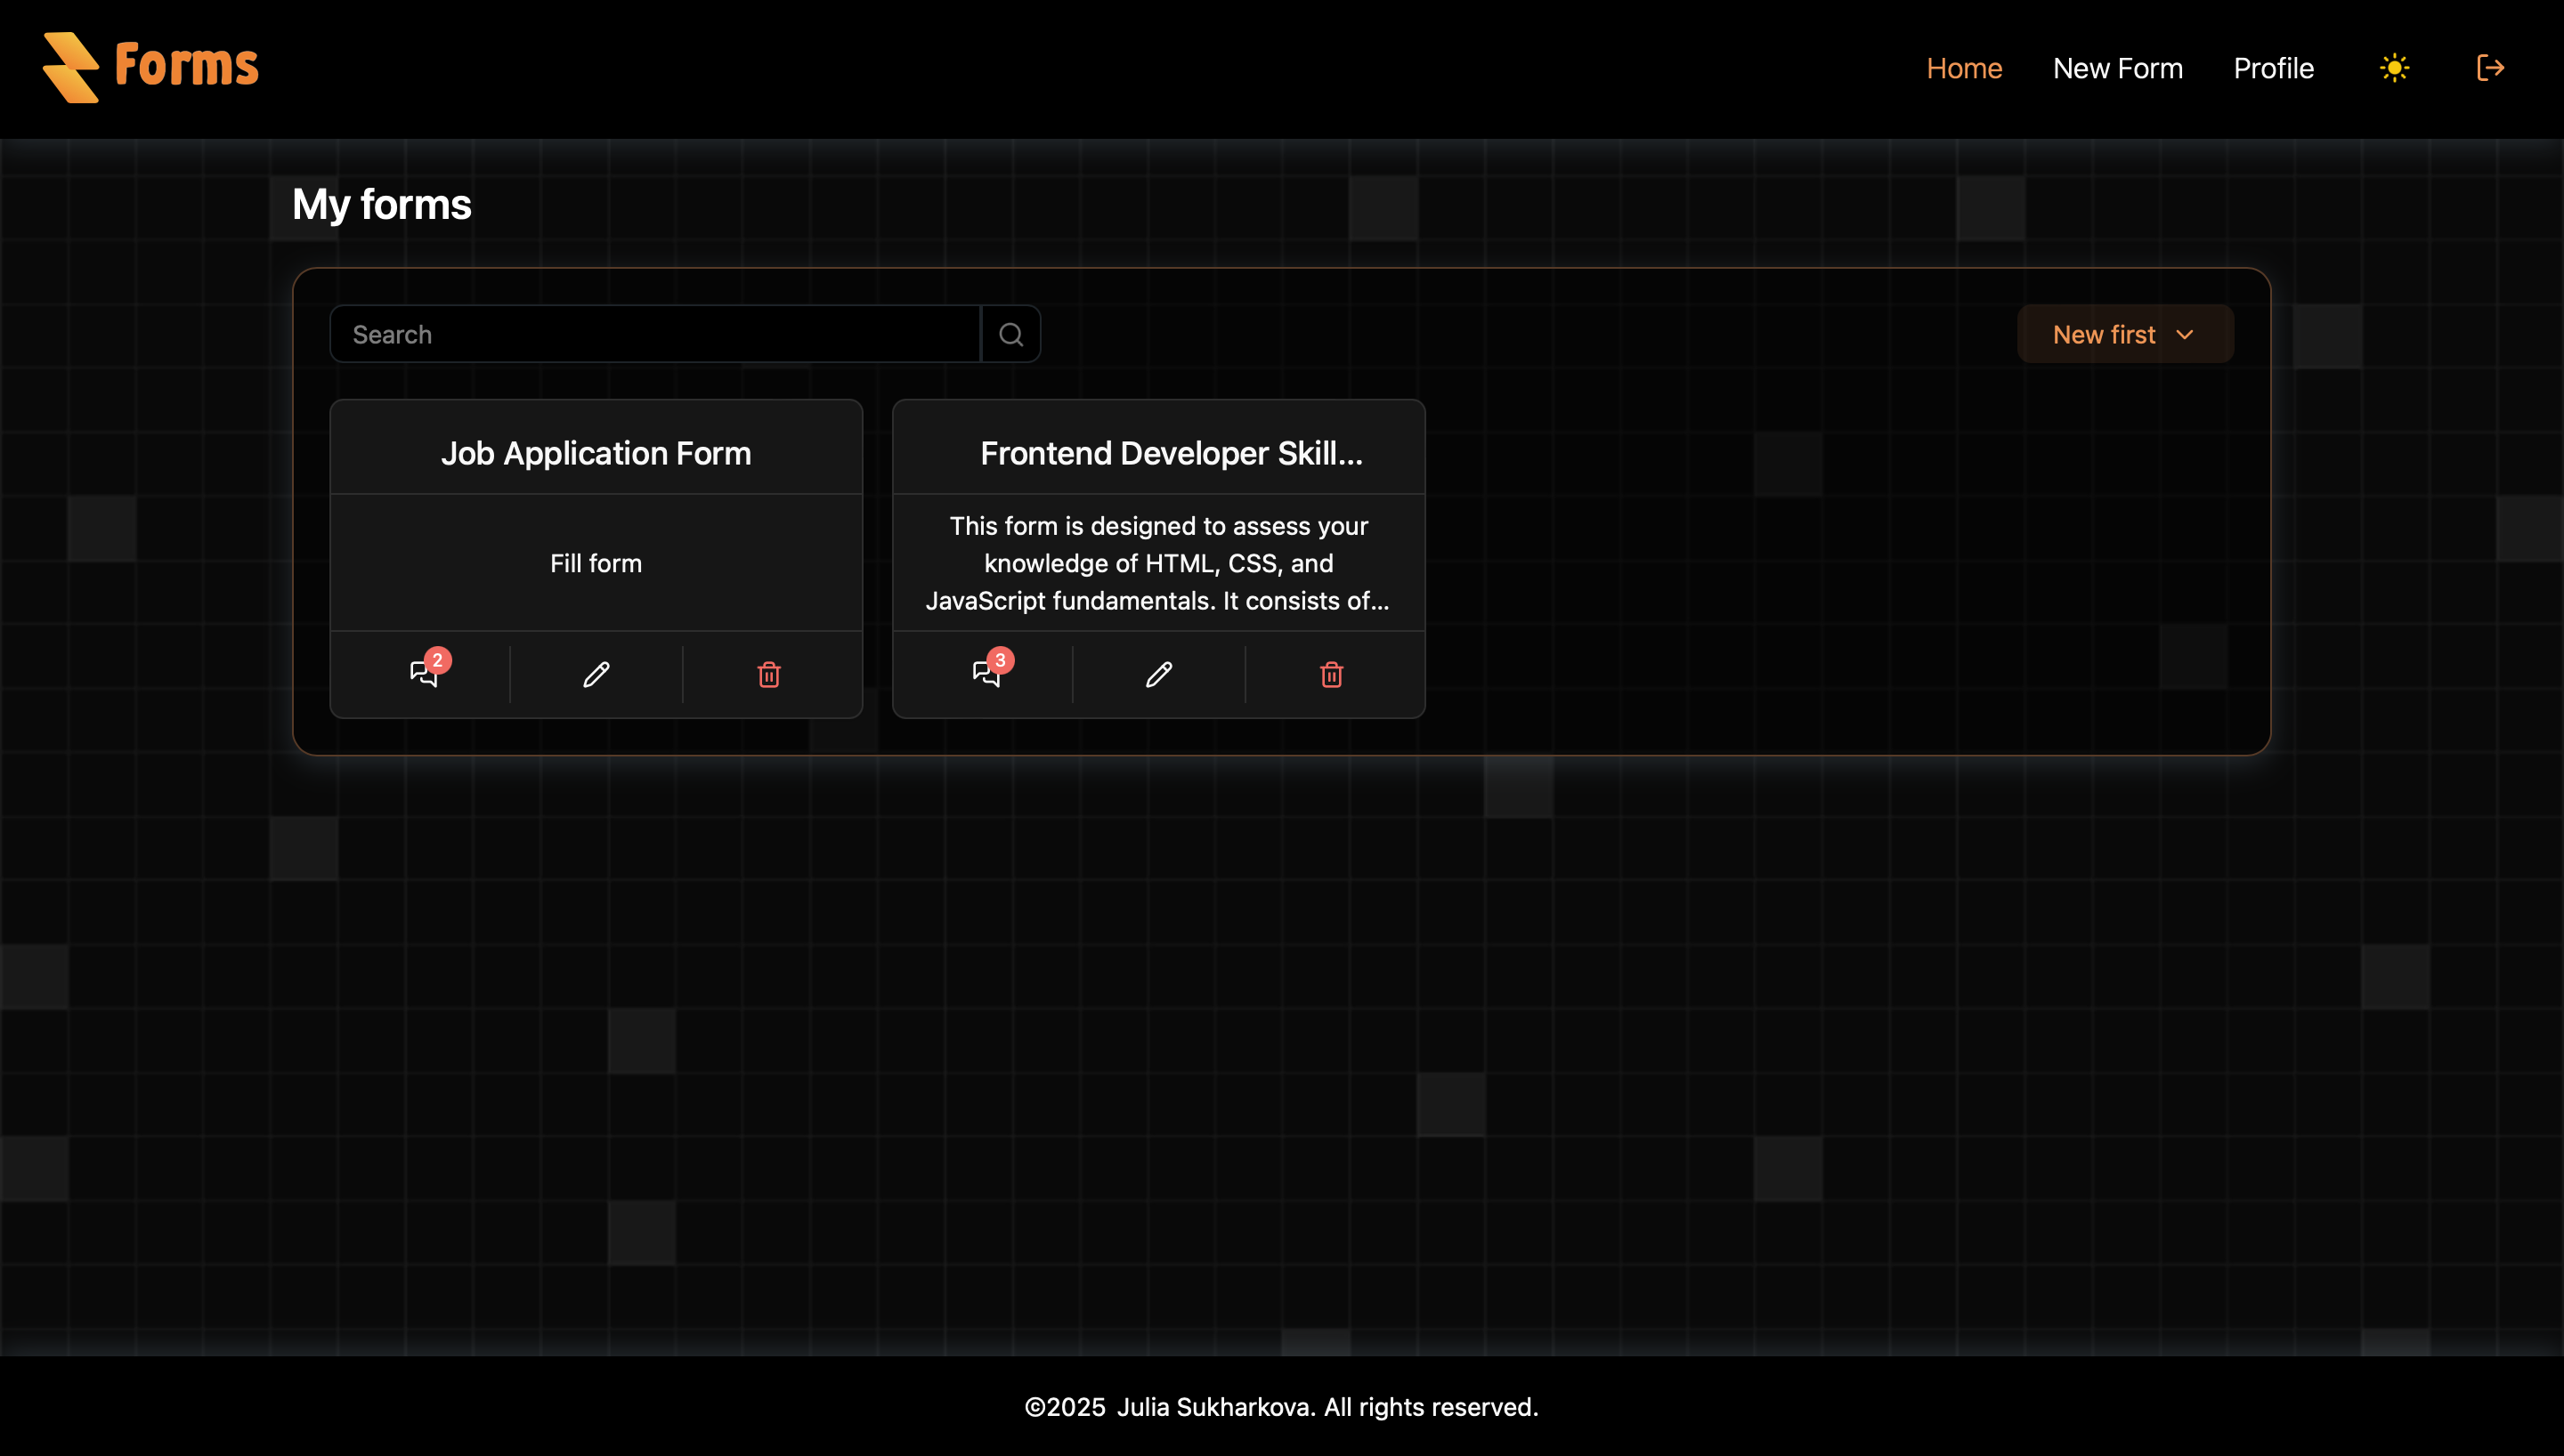 Forms
Home
New Form
Profile
My forms
Search
New first
Job Application Form
Fill form
2
Frontend Developer Skill...
This form is designed to assess your
knowledge of HTML, CSS, and
JavaScript fundamentals. It consists of...
3
©2025 Julia Sukharkova. All rights reserved.